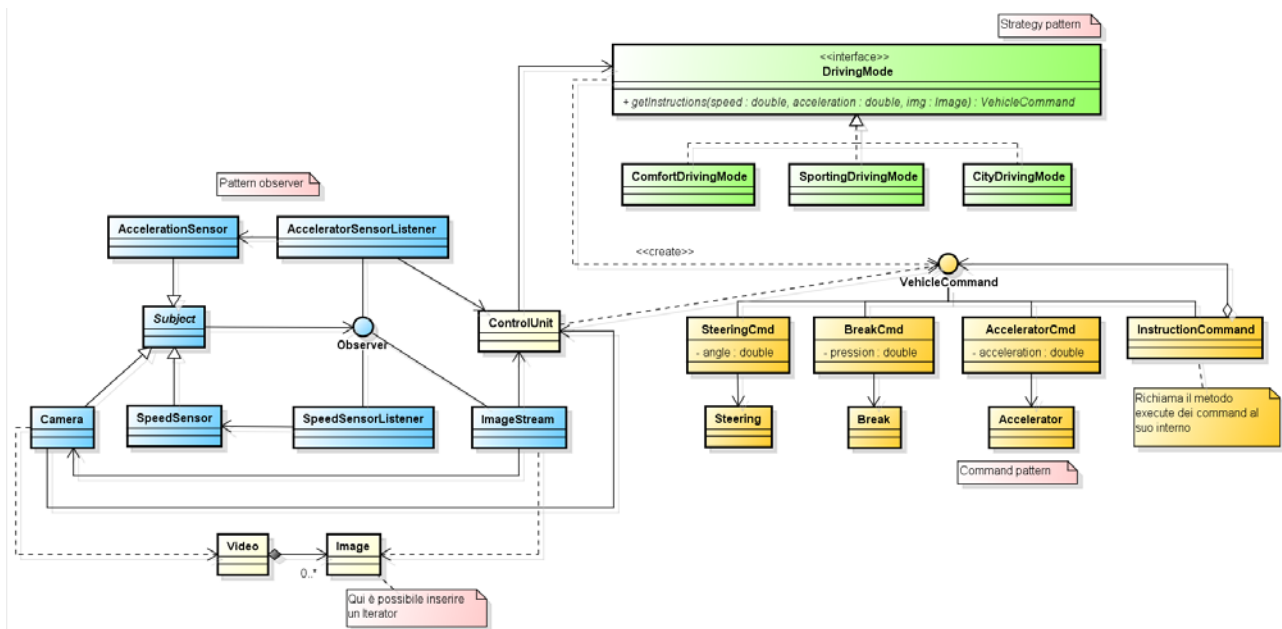 Strategy pattern
<<interface>>
DrivingMode
+ getInstructions(speed : double, acceleration : double, img : Image) : VehicleCommand
ComfortDrivingMode
SportingDrivingMode
CityDrivingMode
Pattern observer
AccelerationSensor
AcceleratorSensorListener
<<create>>
VehicleCommand
Subject
Observer
ControlUnit
SteeringCmd
- angle : double
BreakCmd
- pression : double
AcceleratorCmd
- acceleration : double
InstructionCommand
Camera
SpeedSensor
SpeedSensorListener
ImageStream
Steering
Break
Accelerator
Richiama il metodo
execute dei command al
suo interno
Command pattern
Video
Image
0..*
Qui è possibile inserire
un Iterator